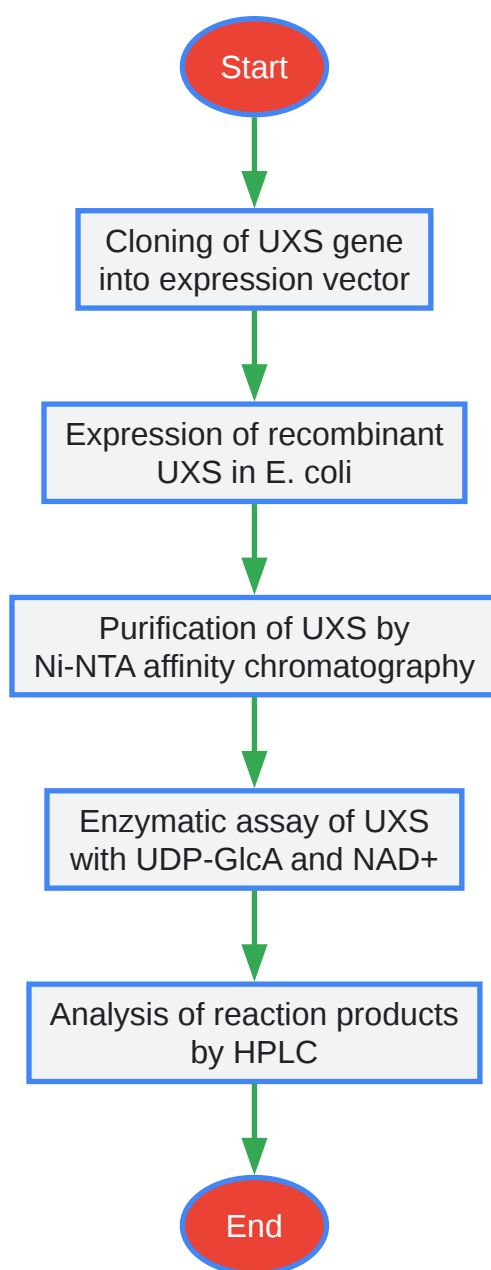 Start
Cloning of UXS gene
into expression vector
Expression of recombinant
UXS in E. coli
Purification of UXS by
Ni-NTA affinity chromatography
Enzymatic assay of UXS
with UDP-GlcA and NAD+
Analysis of reaction products
by HPLC
End